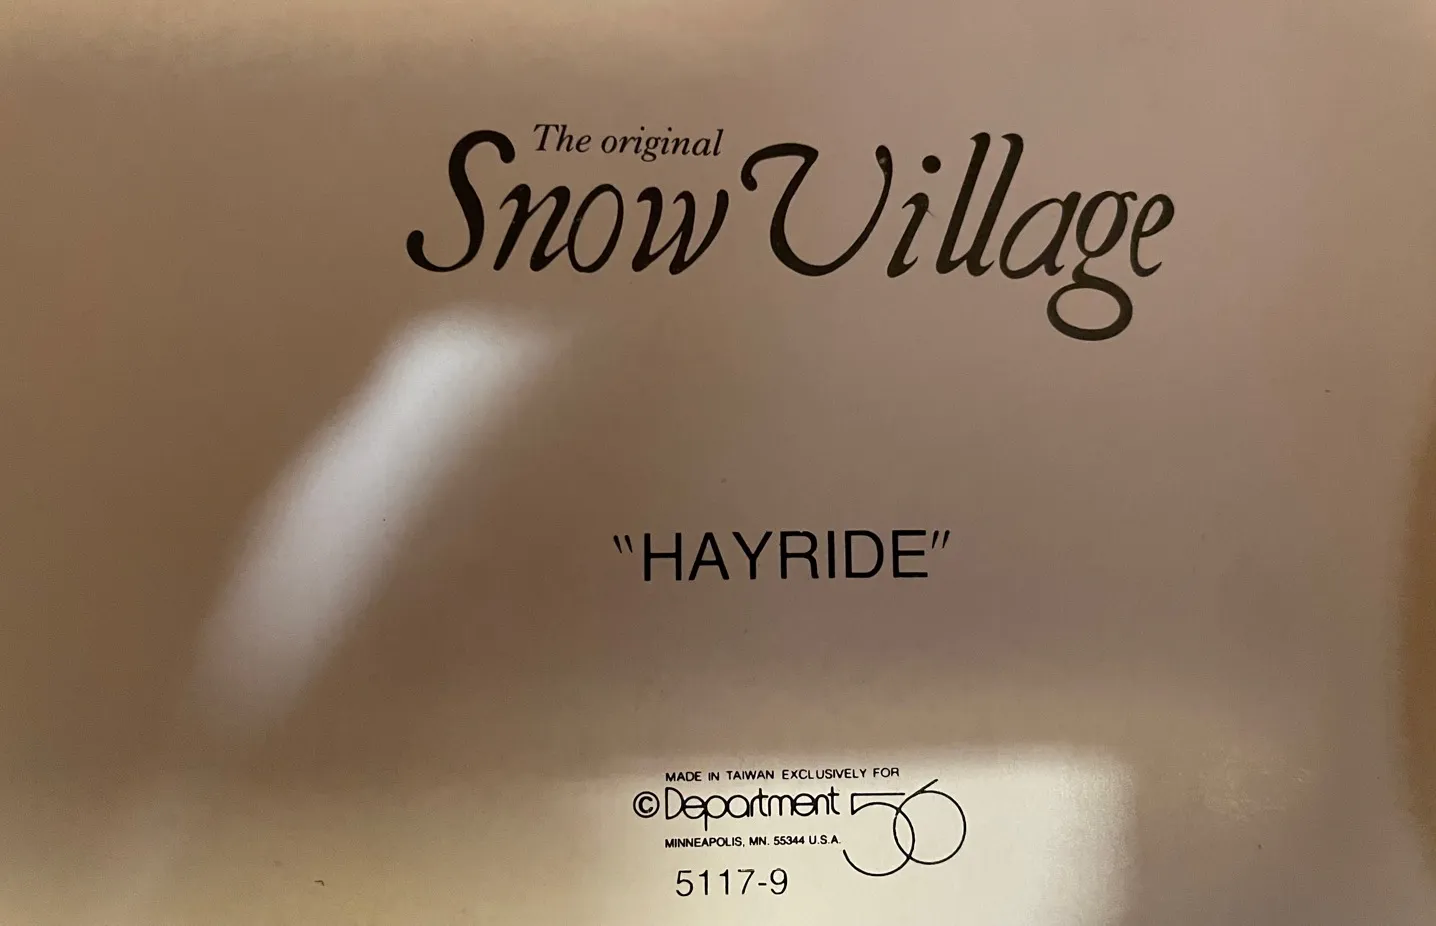 The original
Snow Village
"HAYRIDE"
MADE IN TAIWAN EXCLUSIVELY FOR
© Department 56
MINNEAPOLIS, MN. 55344 U.S.A.
5117-9